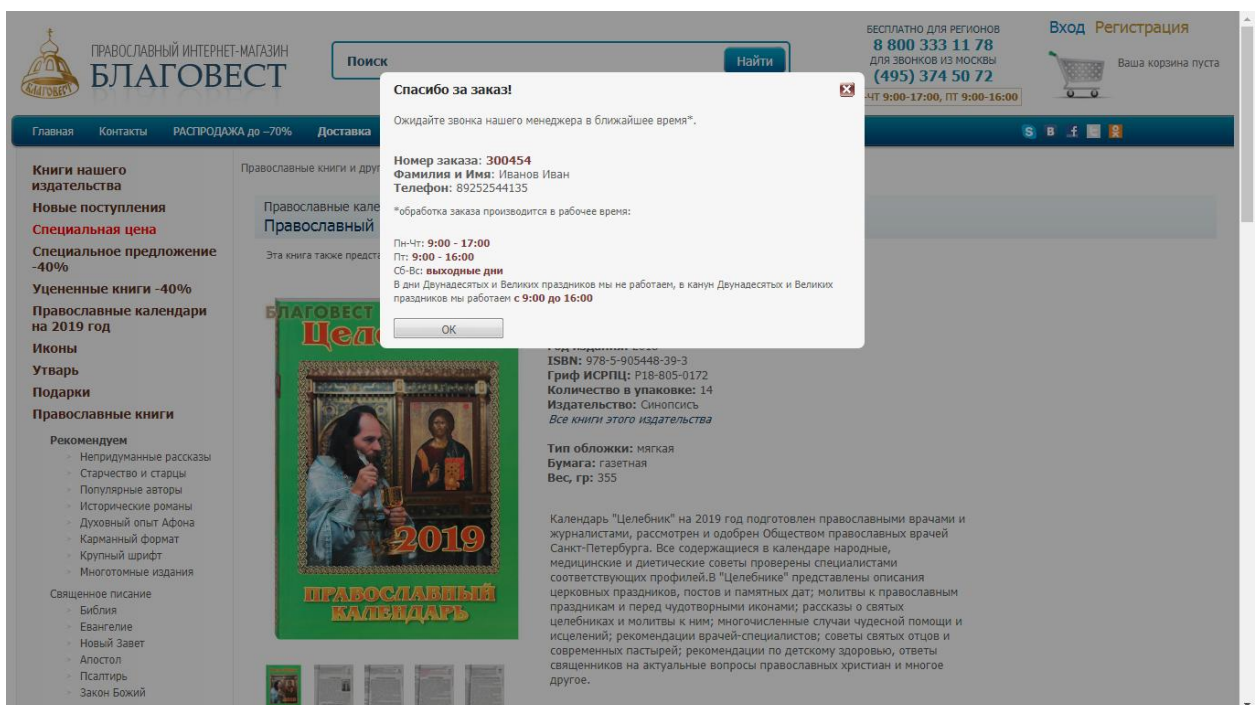 ПРАВОСЛАВНЫЙ ИНТЕРНЕТ-МАГАЗИН
БЛАГОВЕСТ
БЛАГОВЕСТ
Поиск
Найти
БЕСПЛАТНО ДЛЯ РЕГИОНОВ
8 800 333 11 78
ДЛЯ ЗВОНКОВ ИЗ МОСКВЫ
(495) 374 50 72
-ЧТ 9:00-17:00, ПТ 9:00-16:00
Вход Регистрация
Ваша корзина пуста
Главная Контакты РАСПРОДАЖА до –70% Доставка
Спасибо за заказ!
Ожидайте звонка нашего менеджера в ближайшее время*.
Номер заказа: 300454
Фамилия и Имя: Иванов Иван
Телефон: 89252544135
*обработка заказа производится в рабочее время:
Пн-Чт: 9:00 - 17:00
Пт: 9:00 - 16:00
Сб-Вс: выходные дни
В дни Двунадесятых и Великих праздников мы не работаем, в канун Двунадесятых и Великих
праздников мы работаем с 9:00 до 16:00
OK
Книги нашего
издательства
Новые поступления
Специальная цена
Специальное предложение
-40%
Уцененные книги -40%
Православные календари
на 2019 год
Иконы
Утварь
Подарки
Православные книги
Рекомендуем
Непридуманные рассказы
Старчество и старцы
Популярные авторы
Исторические романы
Духовный опыт Афона
Карманный формат
Крупный шрифт
Многотомные издания
Священное писание
Библия
Евангелие
Новый Завет
Апостол
Псалтирь
Закон Божий
Православные книги и друг
Православные кале
Православный
Эта книга также предста
БЛАГОВЕСТ
Целе
2019
ПРАВОСЛАВНЫЙ
КАЛЕНДАРЬ
Год издания: 2018
ISBN: 978-5-905448-39-3
Гриф ИСРПЦ: Р18-805-0172
Количество в упаковке: 14
Издательство: Синопсисъ
Все книги этого издательства
Тип обложки: мягкая
Бумага: газетная
Вес, гр: 355
Календарь "Целебник" на 2019 год подготовлен православными врачами и
журналистами, рассмотрен и одобрен Обществом православных врачей
Санкт-Петербурга. Все содержащиеся в календаре народные,
медицинские и диетические советы проверены специалистами
соответствующих профилей.В "Целебнике" представлены описания
церковных праздников, постов и памятных дат; молитвы к православным
праздникам и перед чудотворными иконами; рассказы о святых
целебниках и молитвы к ним; многочисленные случаи чудесной помощи и
исцелений; рекомендации врачей-специалистов; советы святых отцов и
современных пастырей; рекомендации по детскому здоровью, ответы
священников на актуальные вопросы православных христиан и многое
другое.